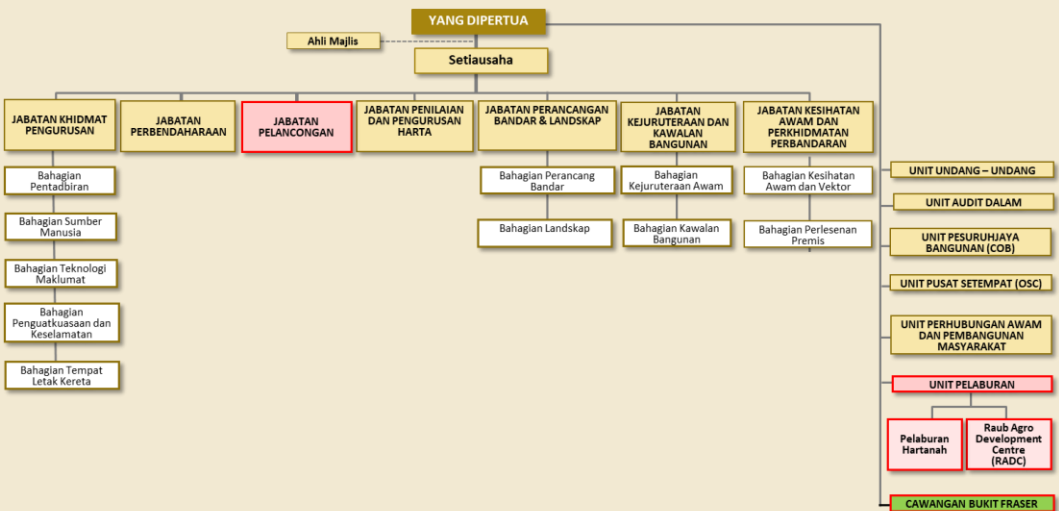 YANG DIPERTUA
Ahli Majlis
Setiausaha
JABATAN KHIDMAT
PENGURUSAN
JABATAN
PERBENDAHARAAN
JABATAN
PELANCONGAN
JABATAN PENILAIAN
DAN PENGURUSAN
HARTA
JABATAN PERANCANGAN
BANDAR & LANDSKAP
JABATAN
KEJURUTERAAN DAN
KAWALAN
BANGUNAN
JABATAN KESIHATAN
AWAM DAN
PERKHIDMATAN
PERBANDARAN
Bahagian
Pentadbiran
Bahagian Sumber
Manusia
Bahagian Teknologi
Maklumat
Bahagian
Penguatkuasaan dan
Keselamatan
Bahagian Tempat
Letak Kereta
Bahagian Perancang
Bandar
Bahagian Landskap
Bahagian
Kejuruteraan Awam
Bahagian Kawalan
Bangunan
Bahagian Kesihatan
Awam dan Vektor
Bahagian Perlesenan
Premis
UNIT UNDANG – UNDANG
UNIT AUDIT DALAM
UNIT PESURUHJAYA
BANGUNAN (COB)
UNIT PUSAT SETEMPAT (OSC)
UNIT PERHUBUNGAN AWAM
DAN PEMBANGUNAN
MASYARAKAT
UNIT PELABURAN
Pelaburan
Hartanah
Raub Agro
Development
Centre
(RADC)
CAWANGAN BUKIT FRASER